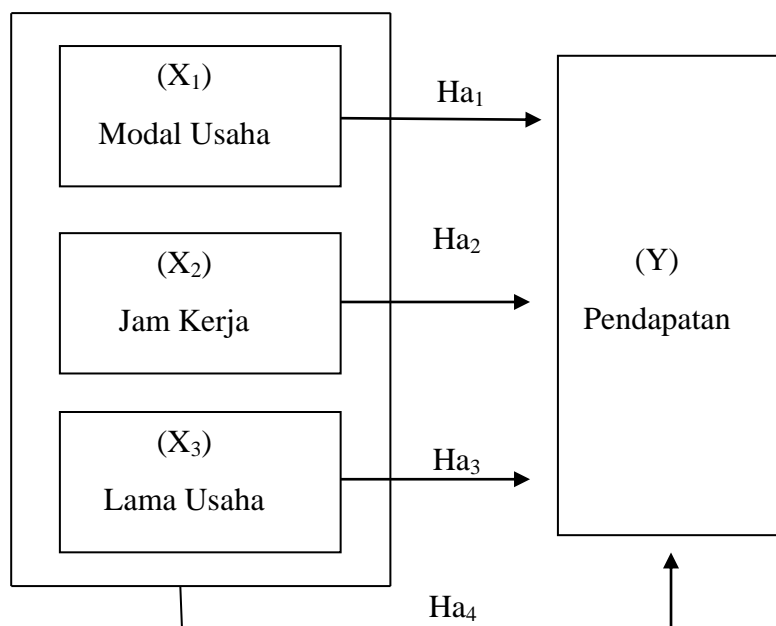 (X₁)
Modal Usaha
Ha₁
(X₂)
Jam Kerja
Ha₂
(Y)
Pendapatan
(X₃)
Lama Usaha
Ha₃
Ha₄